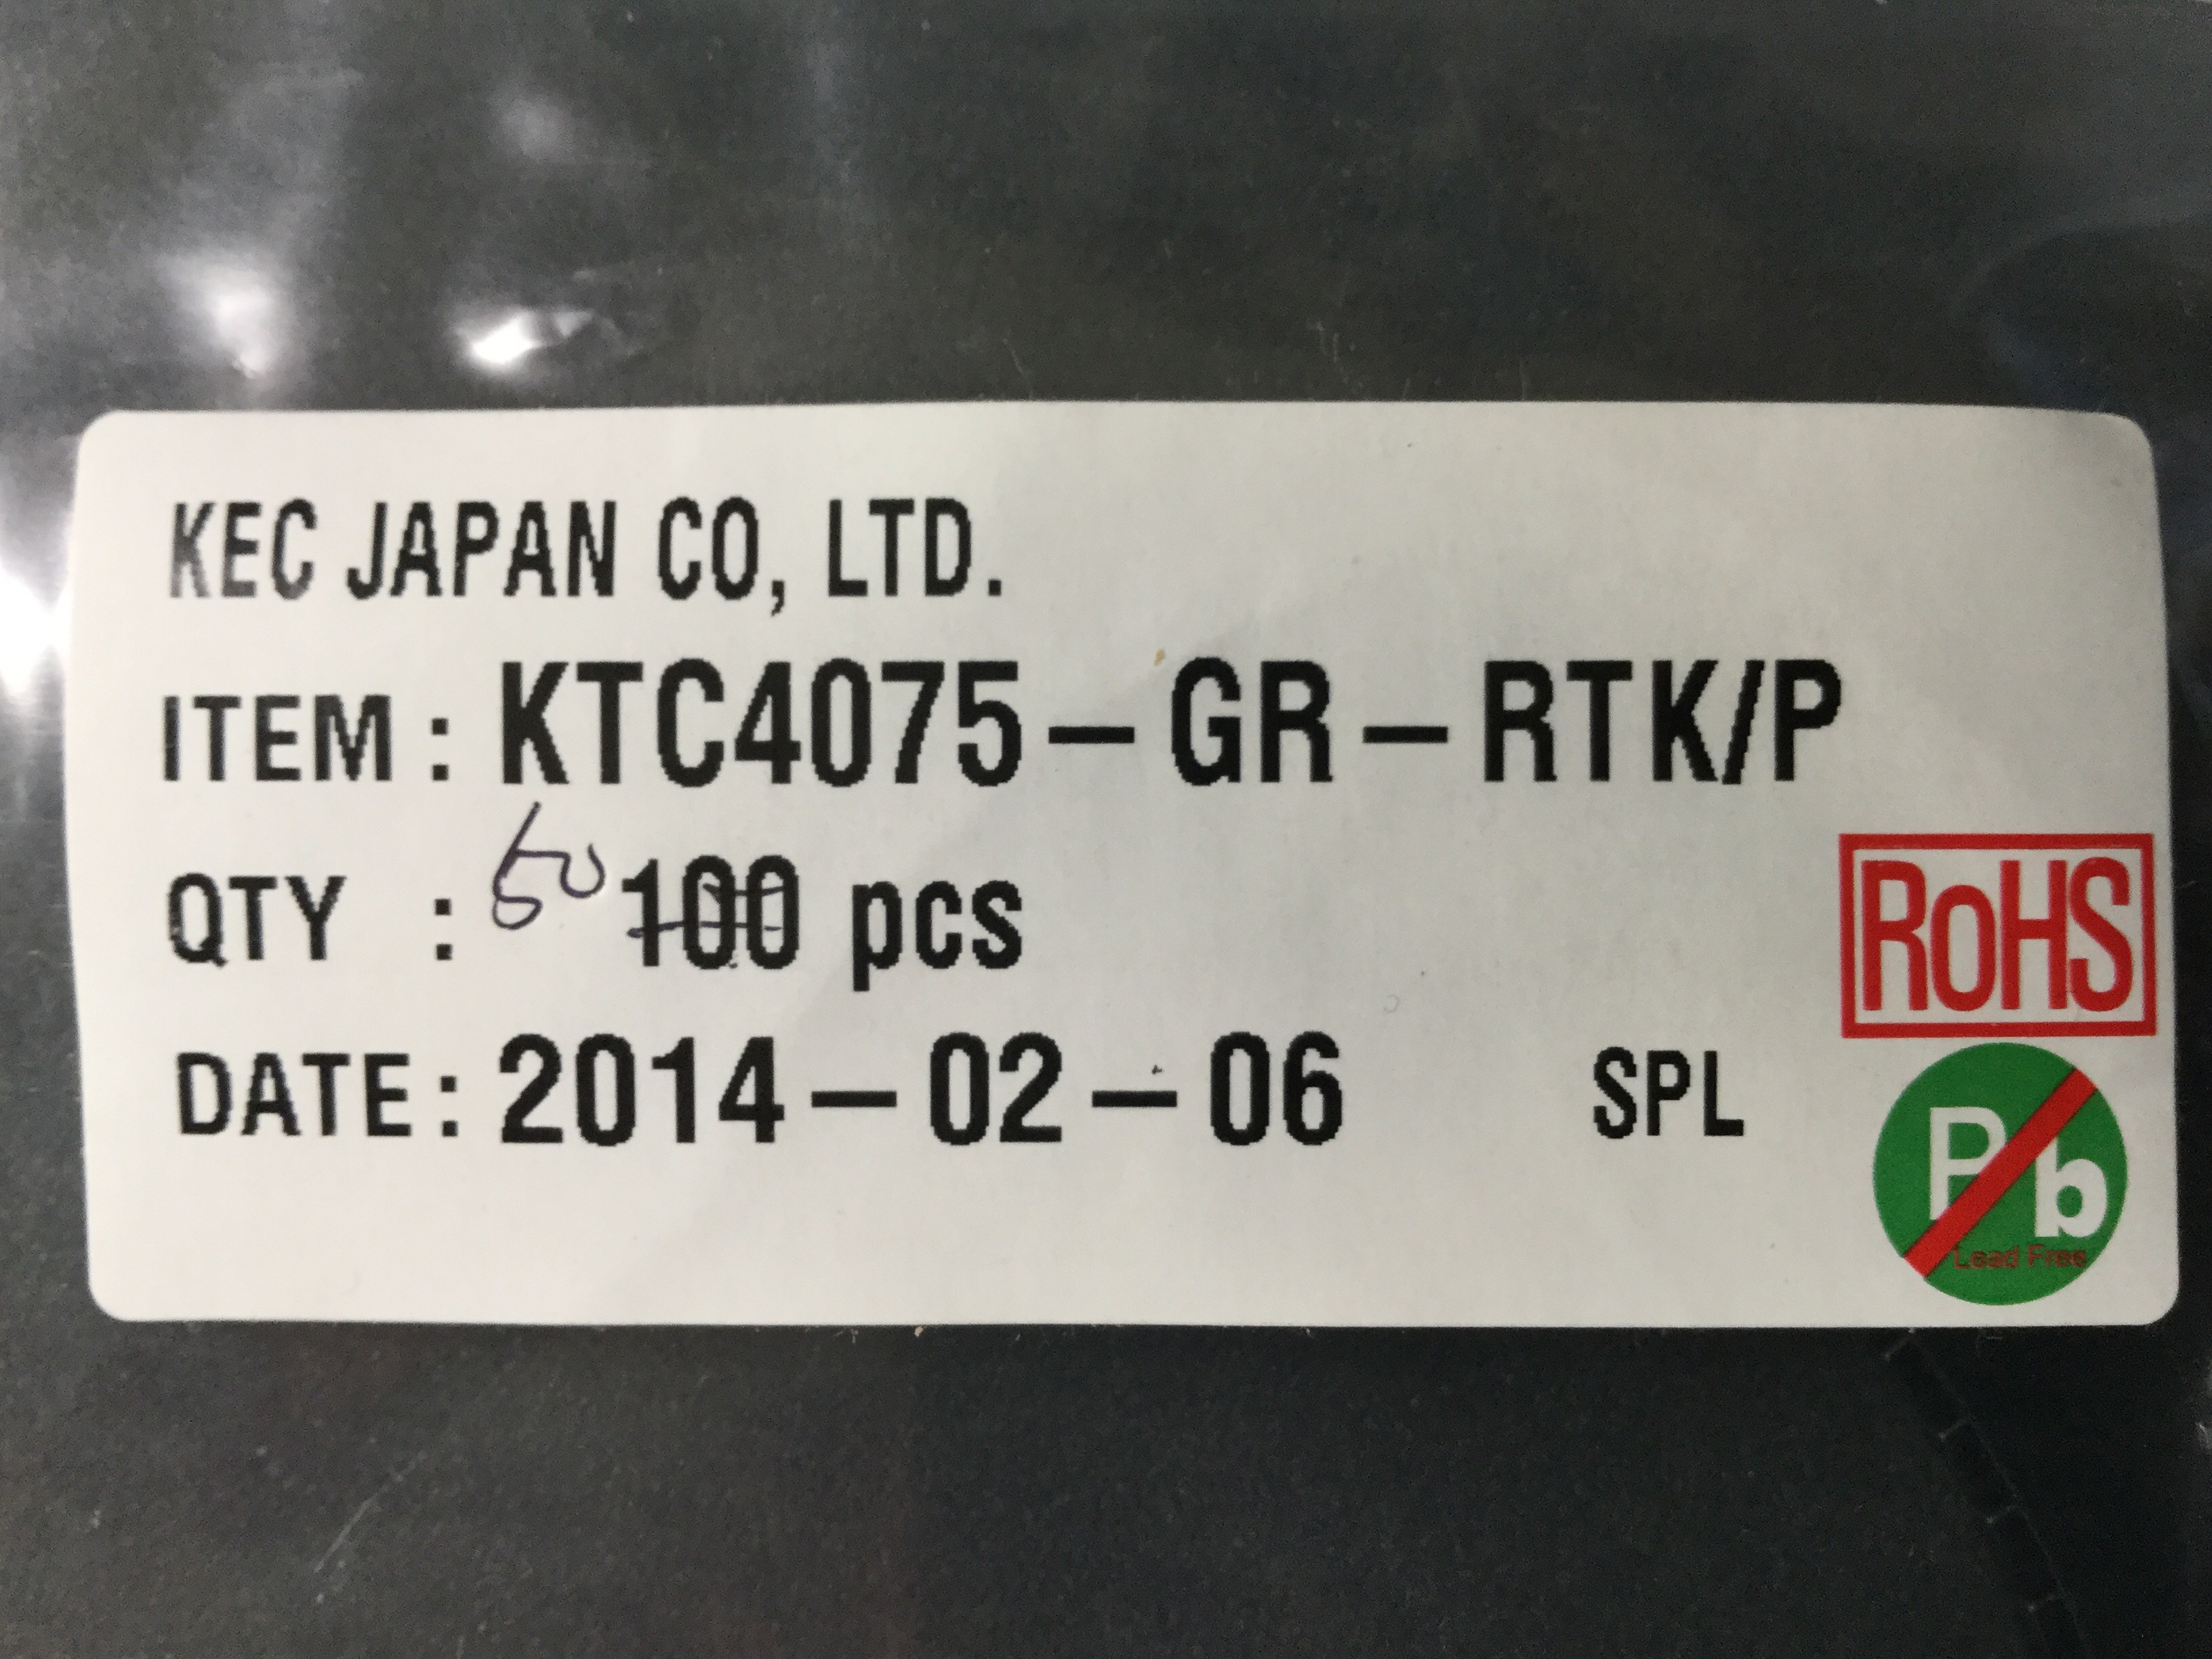 KEC JAPAN CO, LTD.
ITEM : KTC4075-GR-RTK/P
QTY : 50 100 pcs
RoHS
DATE : 2014-02-06 SPL
Pb
Lead Free